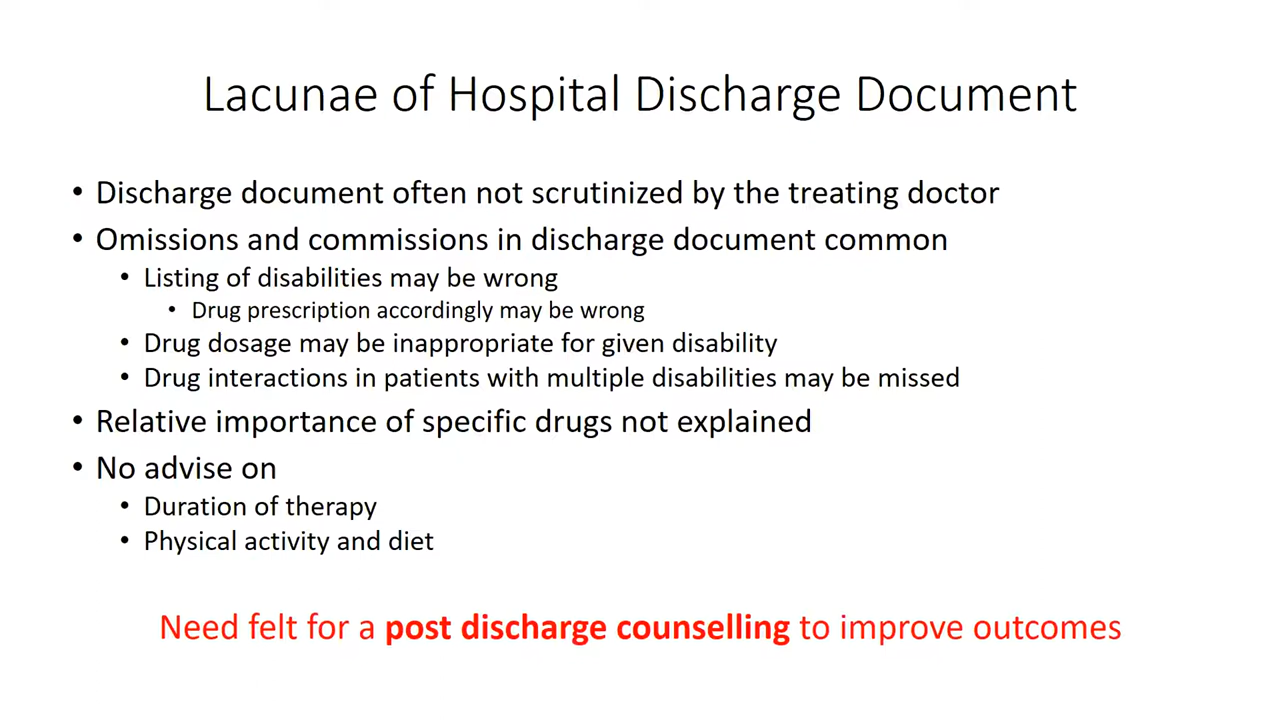 Lacunae of Hospital Discharge Document
• Discharge document often not scrutinized by the treating doctor
• Omissions and commissions in discharge document common
• Listing of disabilities may be wrong
• Drug prescription accordingly may be wrong
• Drug dosage may be inappropriate for given disability
• Drug interactions in patients with multiple disabilities may be missed
• Relative importance of specific drugs not explained
• No advise on
• Duration of therapy
• Physical activity and diet
Need felt for a post discharge counselling to improve outcomes